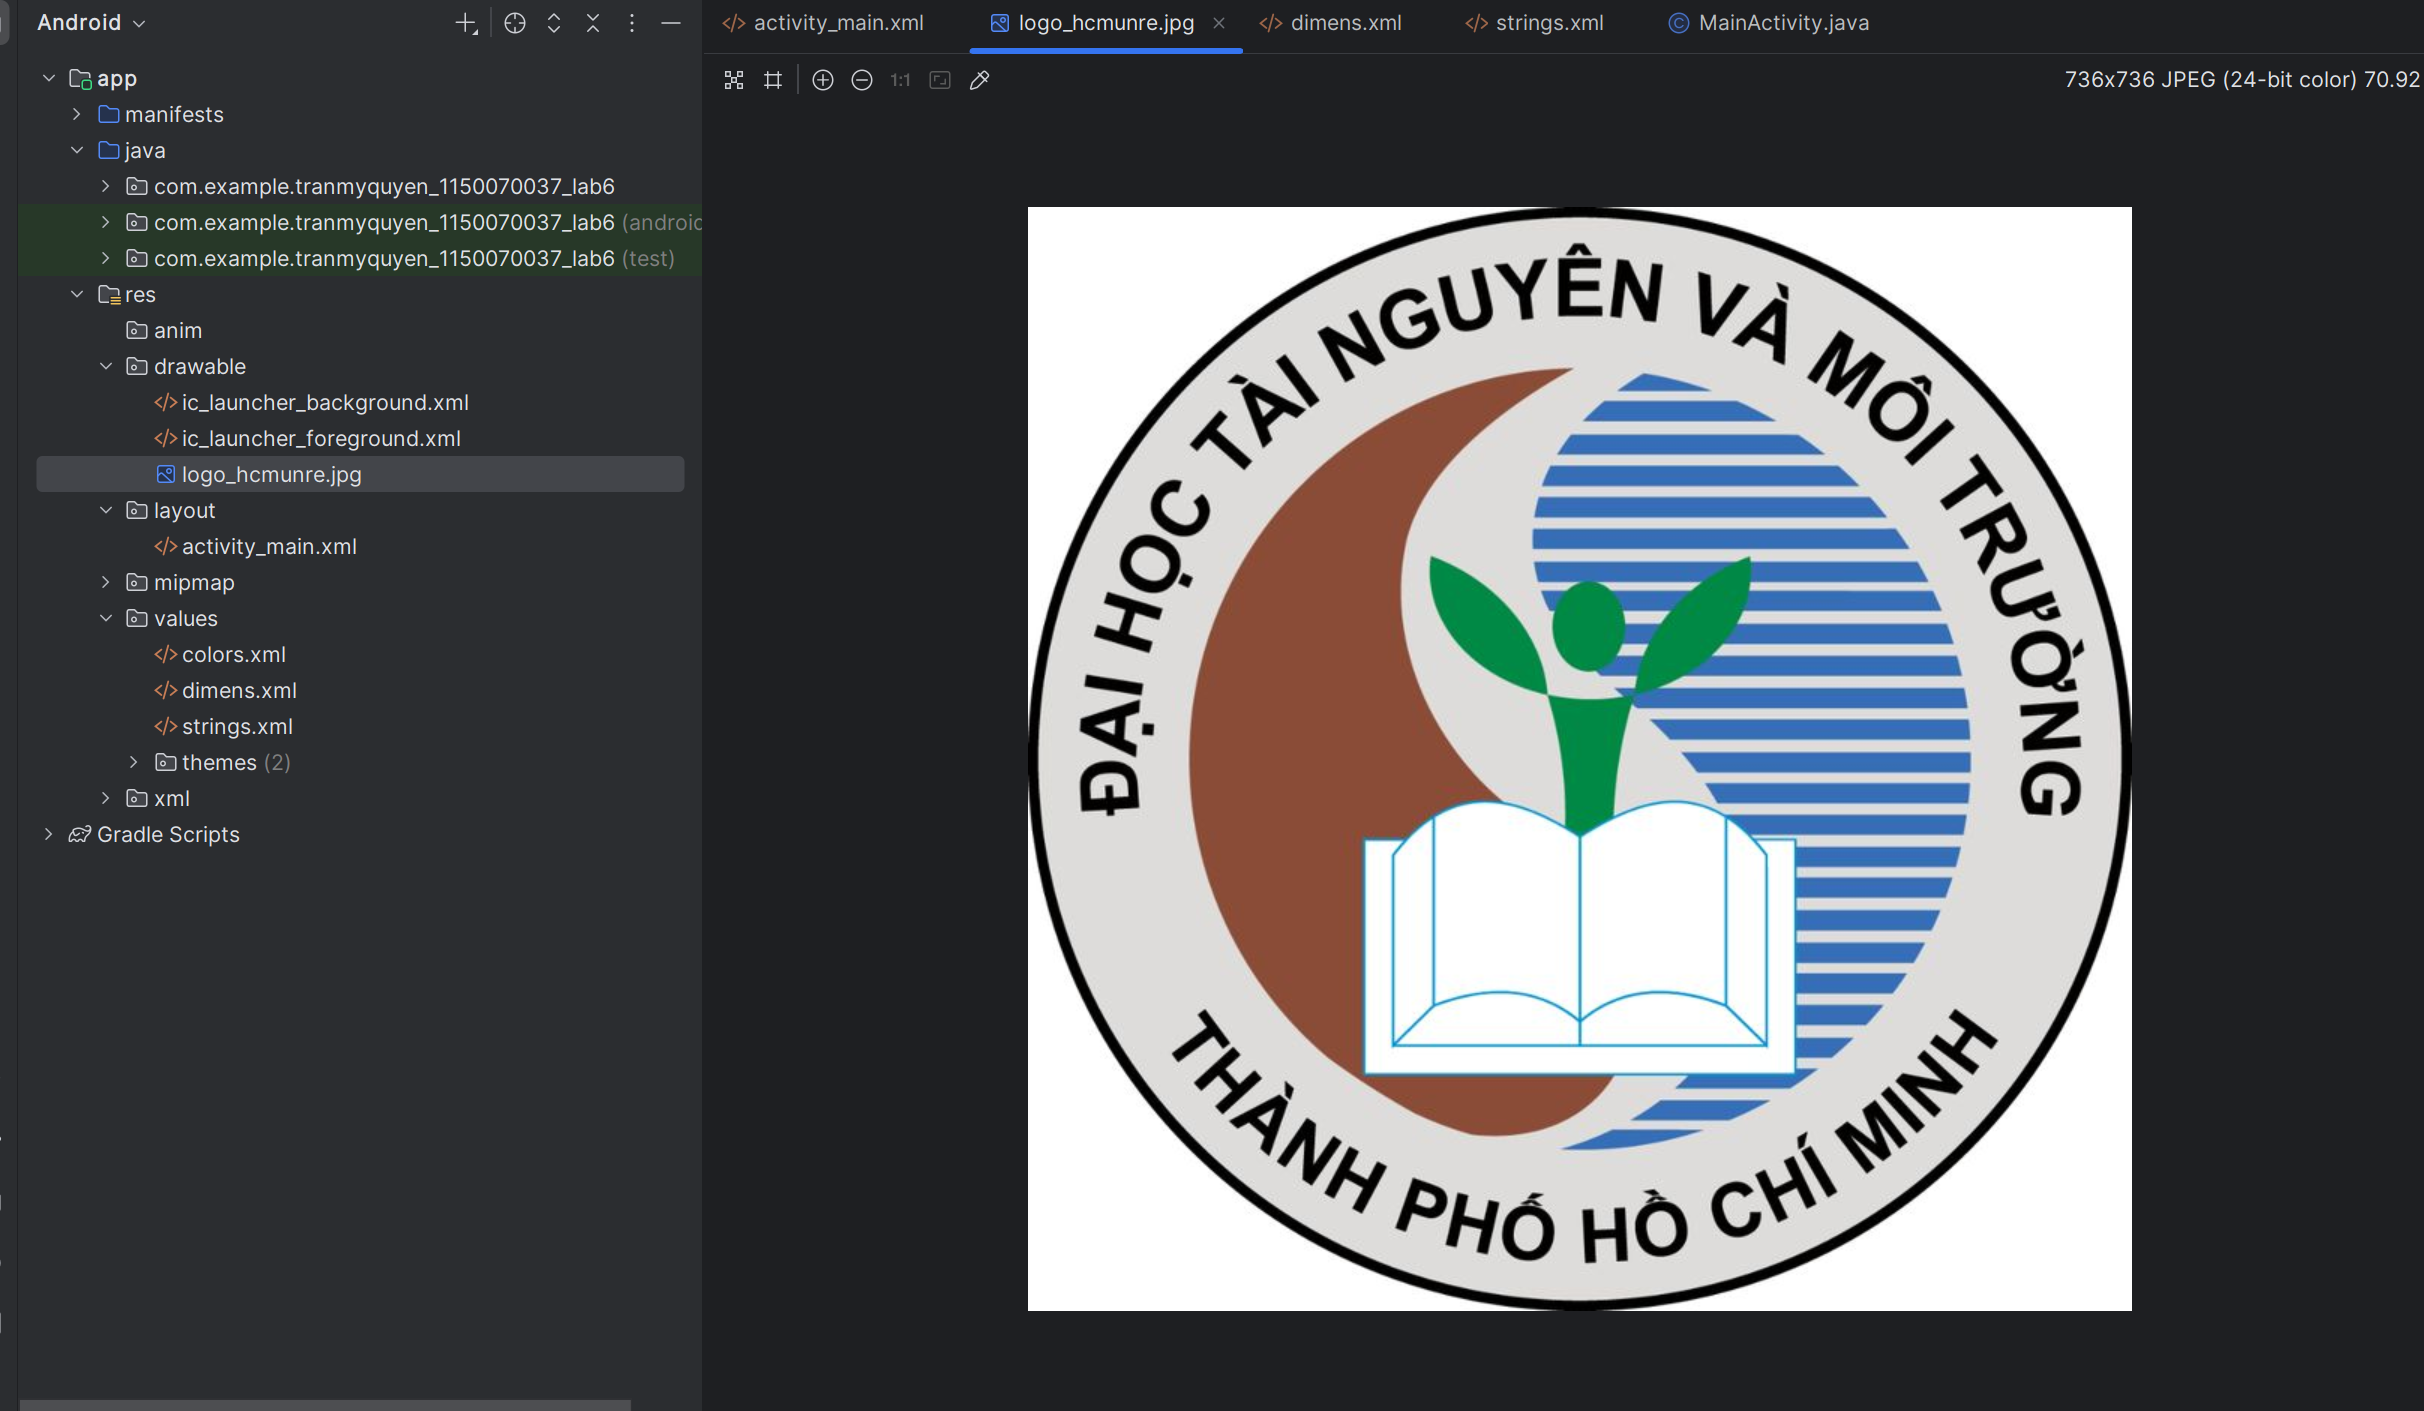 Android
activity_main.xml
logo_hcmunre.jpg
dimens.xml
strings.xml
MainActivity.java
1:1
736x736 JPEG (24-bit color) 70.92
app
manifests
java
com.example.tranmyquyen_1150070037_lab6
com.example.tranmyquyen_1150070037_lab6 (android
com.example.tranmyquyen_1150070037_lab6 (test)
res
anim
drawable
ic_launcher_background.xml
ic_launcher_foreground.xml
logo_hcmunre.jpg
layout
activity_main.xml
mipmap
values
colors.xml
dimens.xml
strings.xml
themes (2)
xml
Gradle Scripts
ĐẠI HỌC TÀI NGUYÊN VÀ MÔI TRƯỜNG
THÀNH PHỐ HỒ CHÍ MINH